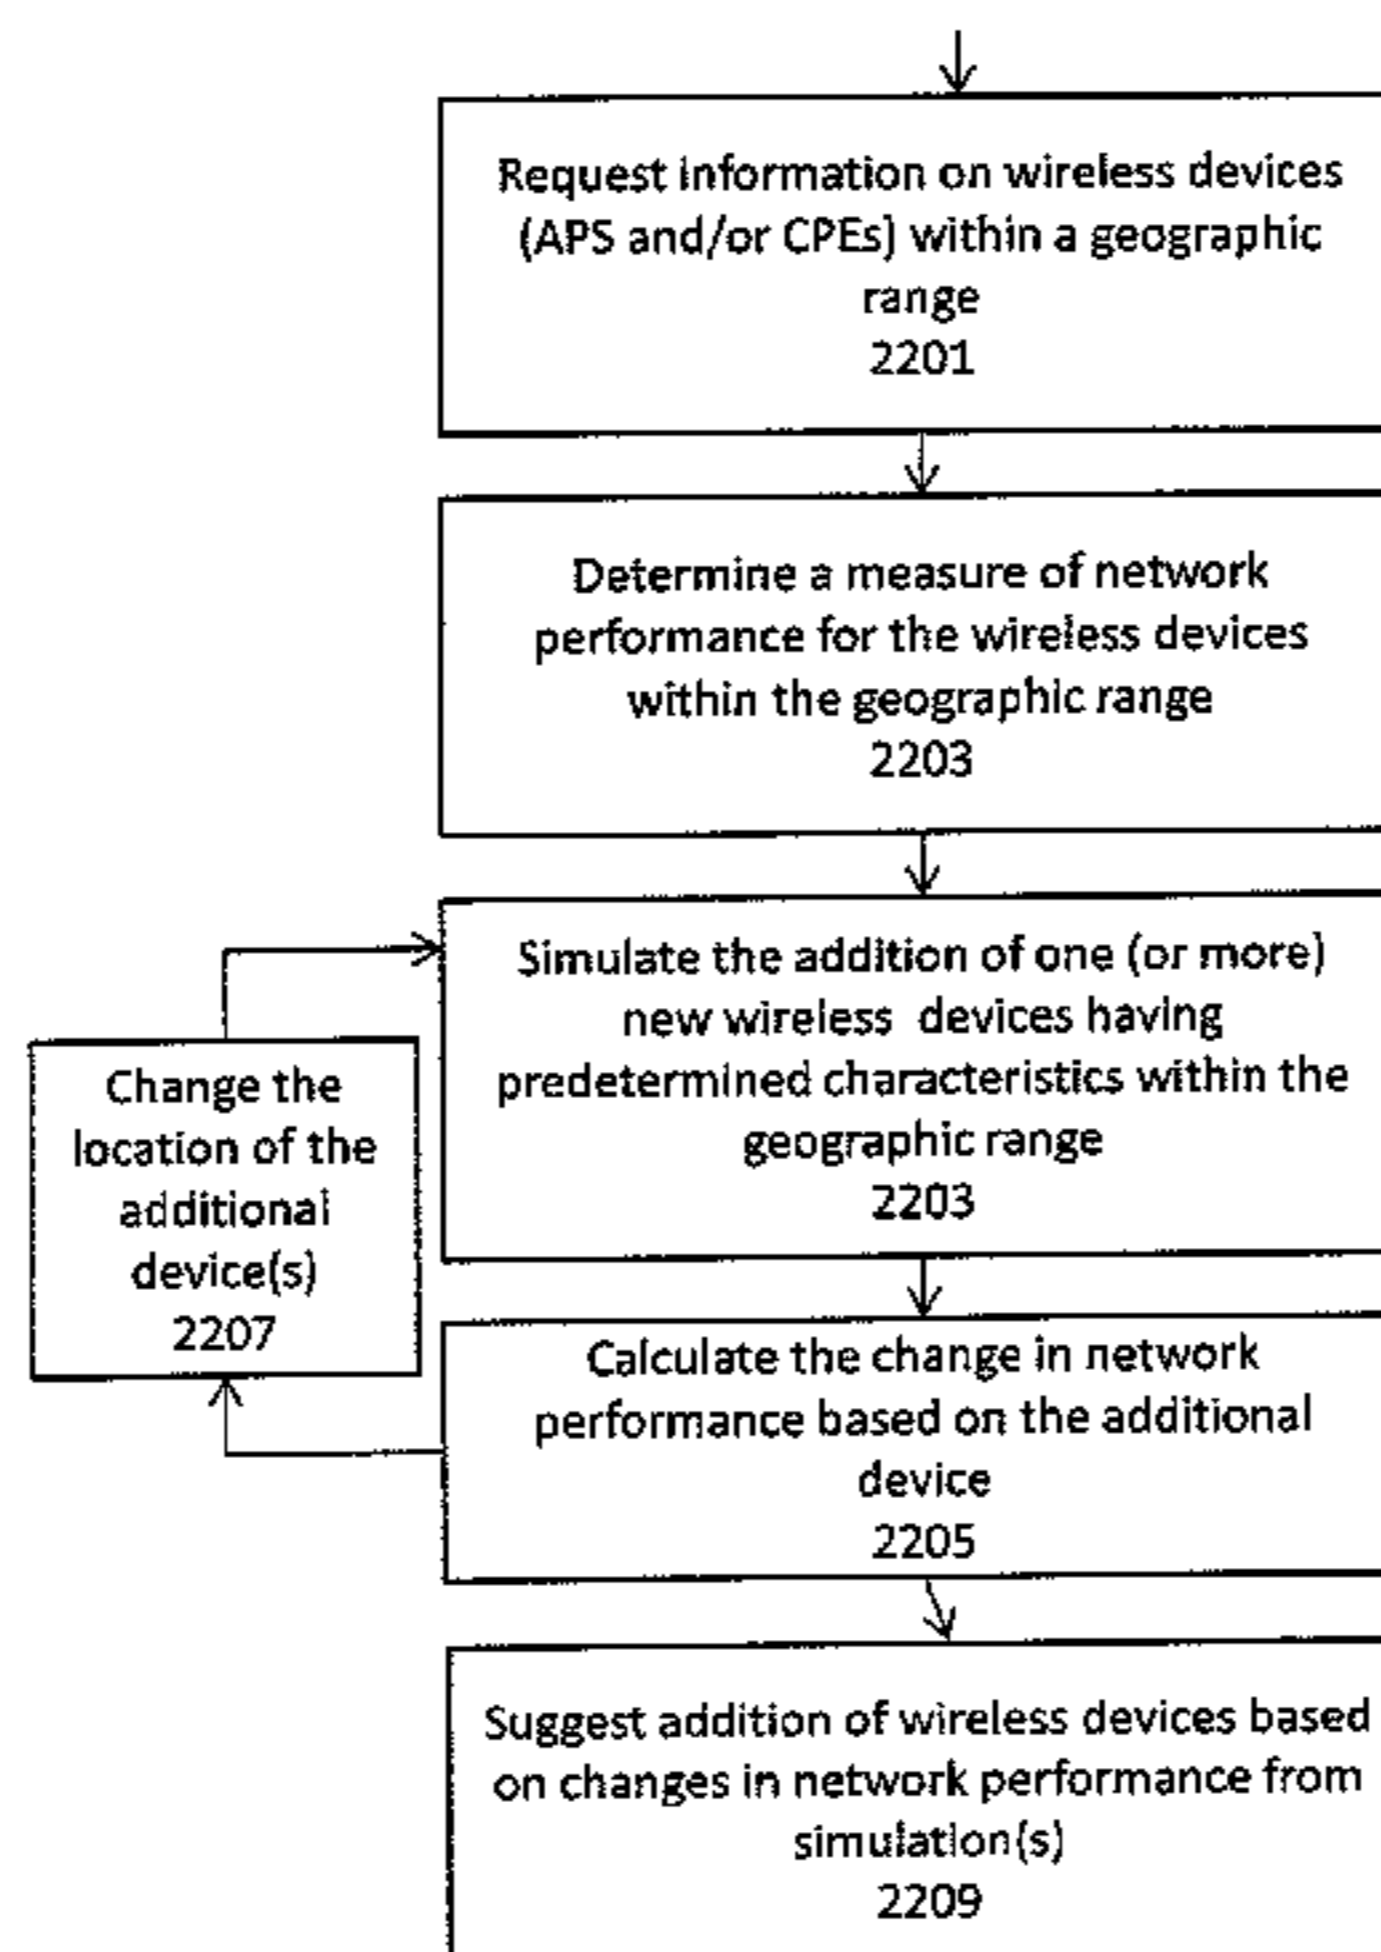 Request information on wireless devices
(APS and/or CPEs) within a geographic
range
2201
Determine a measure of network
performance for the wireless devices
within the geographic range
2203
Simulate the addition of one (or more)
new wireless devices having
predetermined characteristics within the
geographic range
2203
Change the
location of the
additional
device(s)
2207
Calculate the change in network
performance based on the additional
device
2205
Suggest addition of wireless devices based
on changes in network performance from
simulation(s)
2209